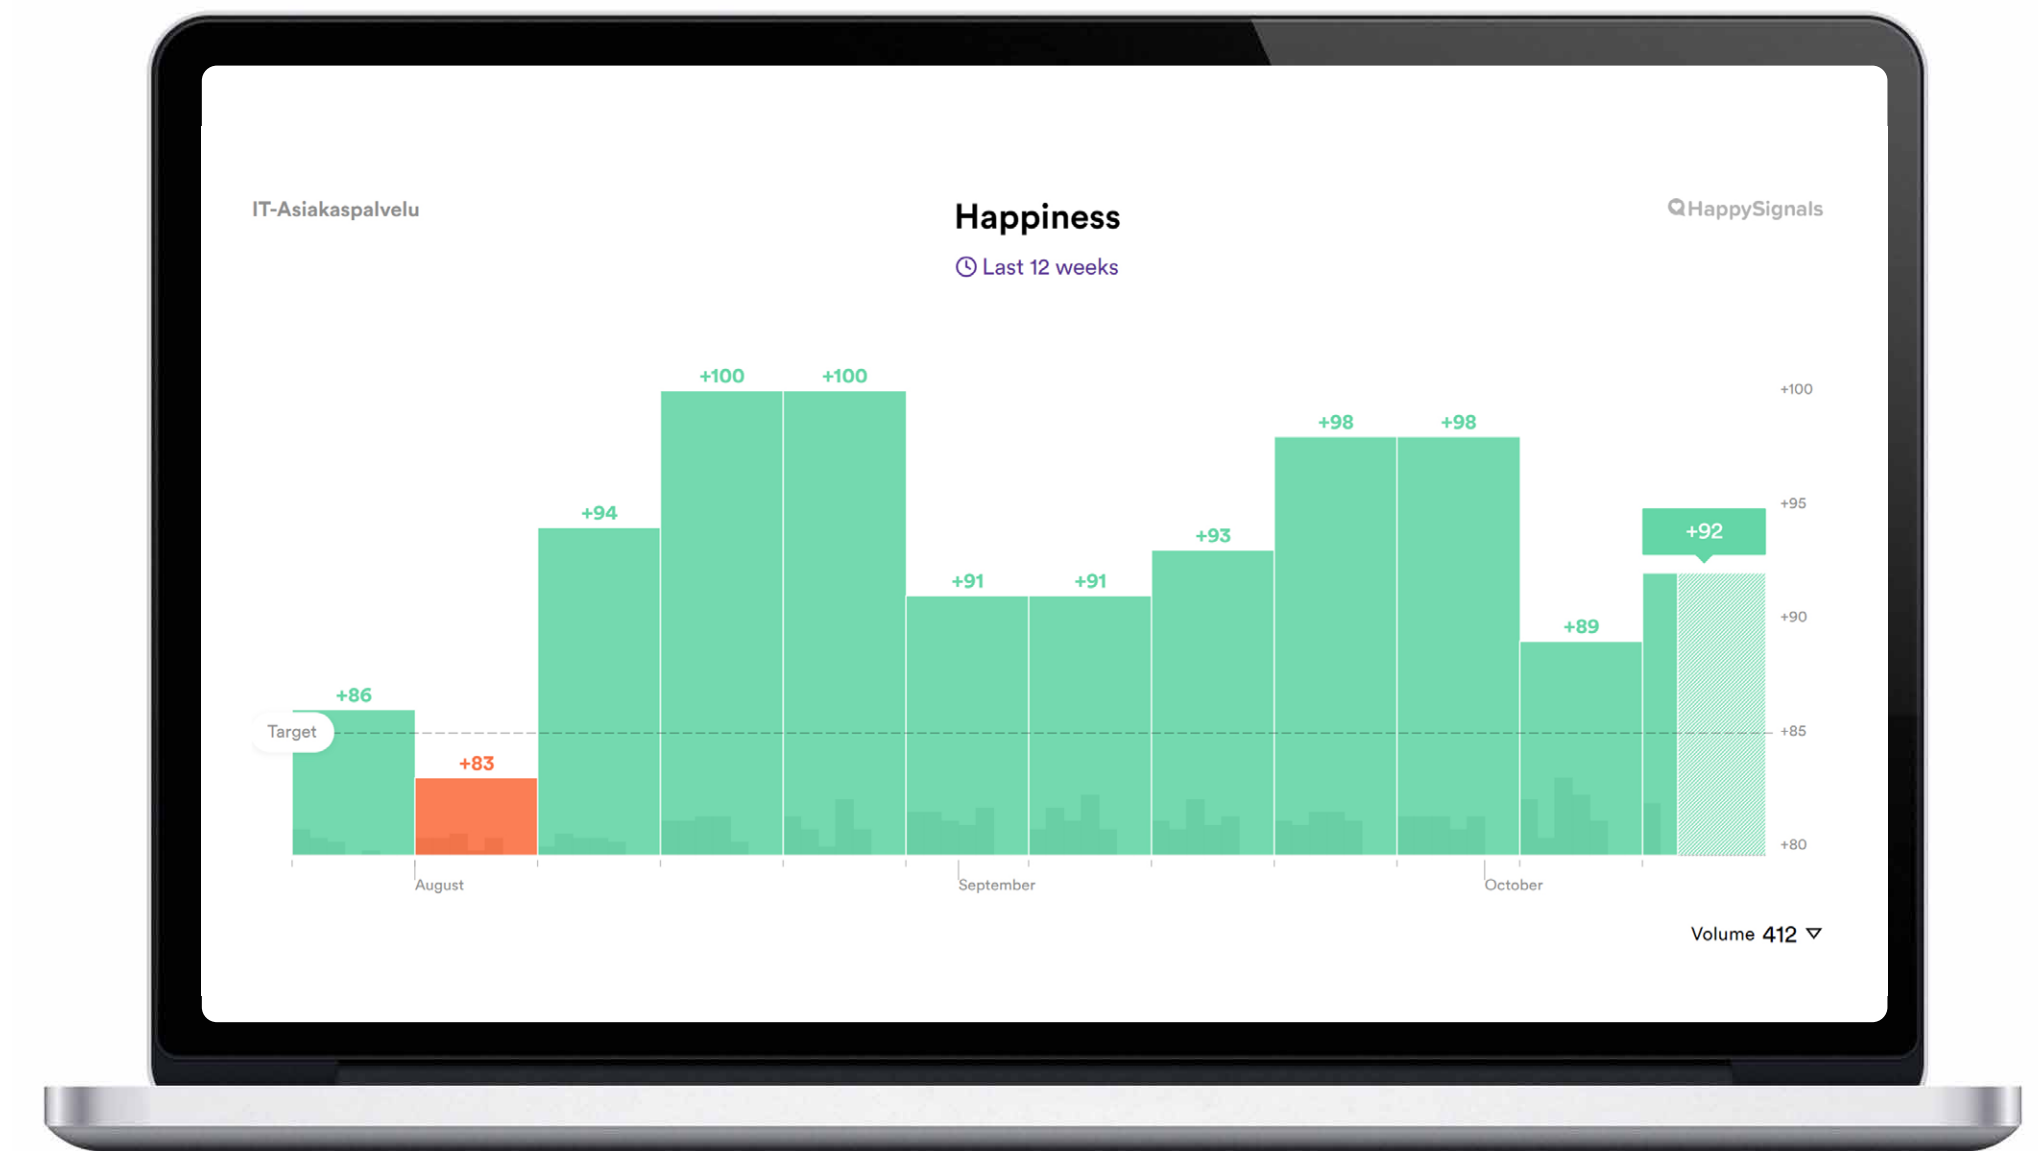 IT-Asiakaspalvelu
Happiness
HappySignals
Last 12 weeks
+100
+100
+100
+98
+98
+95
+94
+92
+93
+91
+91
+90
+89
+86
Target
+85
+83
+80
August
September
October
Volume 412